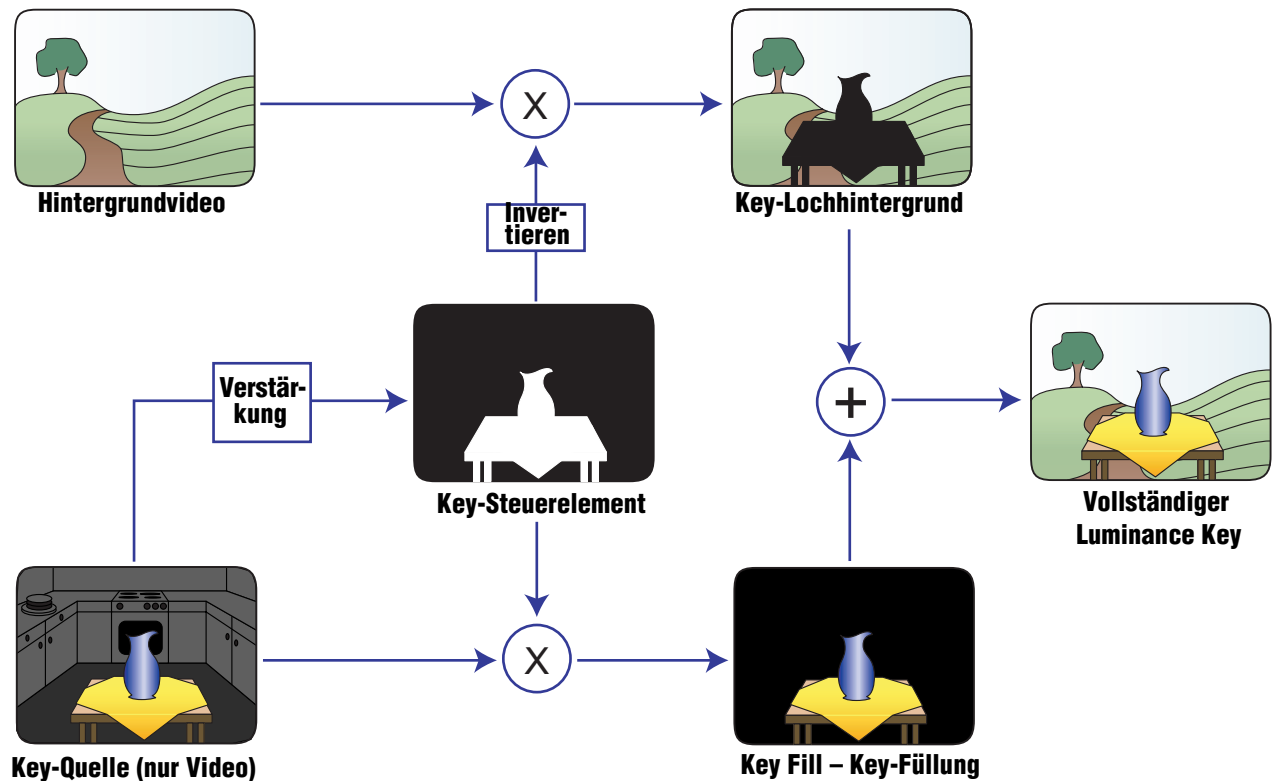 X
Hintergrundvideo
Key-Lochhintergrund
Inver-
tieren
Verstär-
kung
+
Key-Steuerelement
Vollständiger
Luminance Key
X
Key-Quelle (nur Video)
Key Fill – Key-Füllung